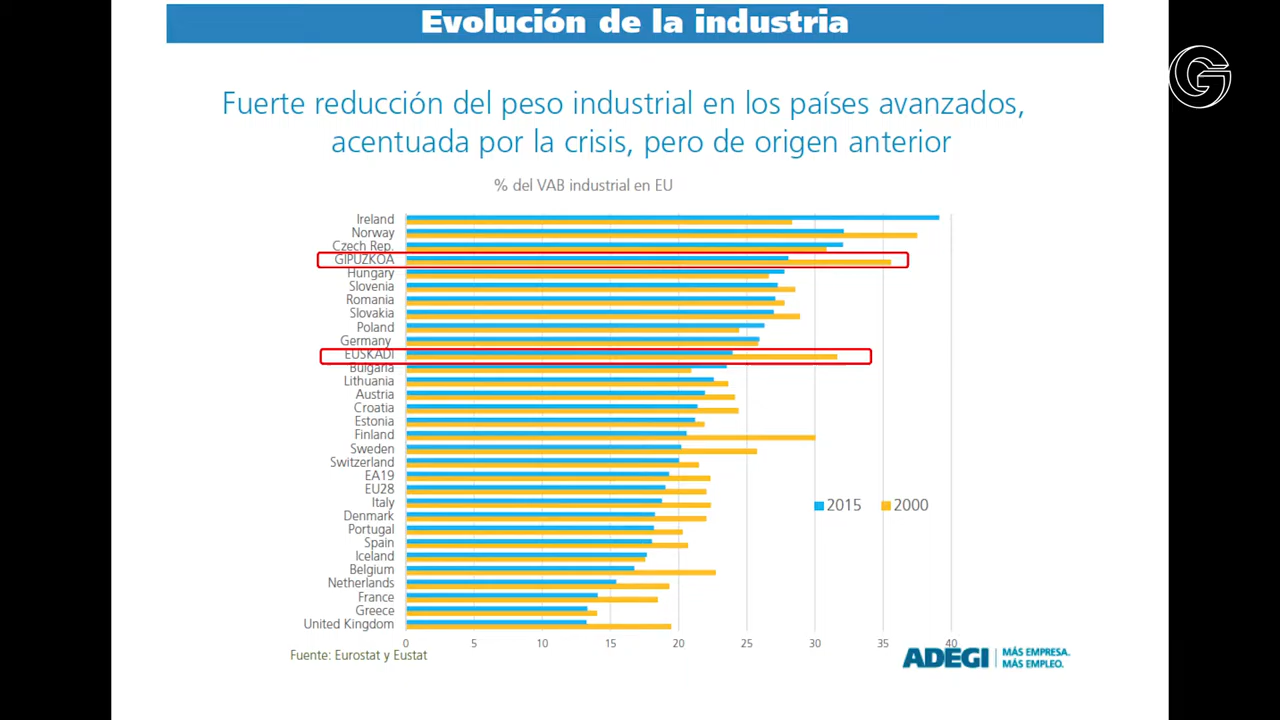 Evolución de la industria
G
Fuerte reducción del peso industrial en los países avanzados,
acentuada por la crisis, pero de origen anterior
% del VAB industrial en EU
Ireland
Norway
Czech Rep.
GIPUZKOA
Hungary
Slovenia
Romania
Slovakia
Poland
Germany
EUSKADI
Bulgaria
Lithuania
Austria
Croatia
Estonia
Finland
Sweden
Switzerland
EA19
EU28
Italy
Denmark
Portugal
Spain
Iceland
Belgium
Netherlands
France
Greece
United Kingdom
2015 2000
0 5 10 15 20 25 30 35 40
Fuente: Eurostat y Eustat
ADEGI MÁS EMPRESA.
MÁS EMPLEO.